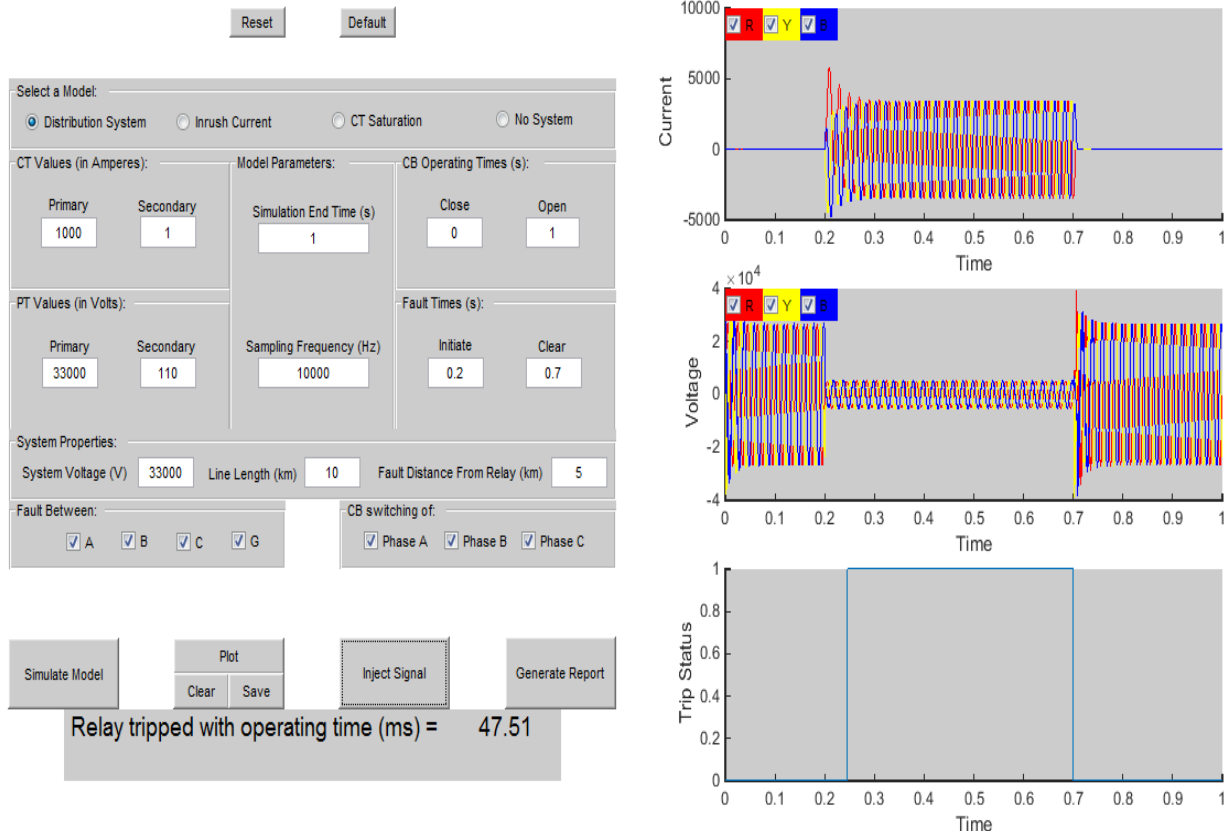 Reset Default
Select a Model:
Distribution System Inrush Current CT Saturation No System
CT Values (in Amperes): Model Parameters: CB Operating Times (s):
Primary Secondary Simulation End Time (s) Close Open
1000 1 1 0 1
PT Values (in Volts): Fault Times (s):
Primary Secondary Sampling Frequency (Hz) Initiate Clear
33000 110 10000 0.2 0.7
System Properties:
System Voltage (V) 33000 Line Length (km) 10 Fault Distance From Relay (km) 5
Fault Between: CB switching of:
A B C G Phase A Phase B Phase C
Simulate Model Plot Inject Signal Generate Report
Clear Save
Relay tripped with operating time (ms) = 47.51
R Y B
Current
10000
5000
0
-5000
0 0.1 0.2 0.3 0.4 0.5 0.6 0.7 0.8 0.9 1
Time
×10^4
R Y B
Voltage
4
2
0
-2
-4
0 0.1 0.2 0.3 0.4 0.5 0.6 0.7 0.8 0.9 1
Time
Trip Status
1
0.8
0.6
0.4
0.2
0
0 0.1 0.2 0.3 0.4 0.5 0.6 0.7 0.8 0.9 1
Time